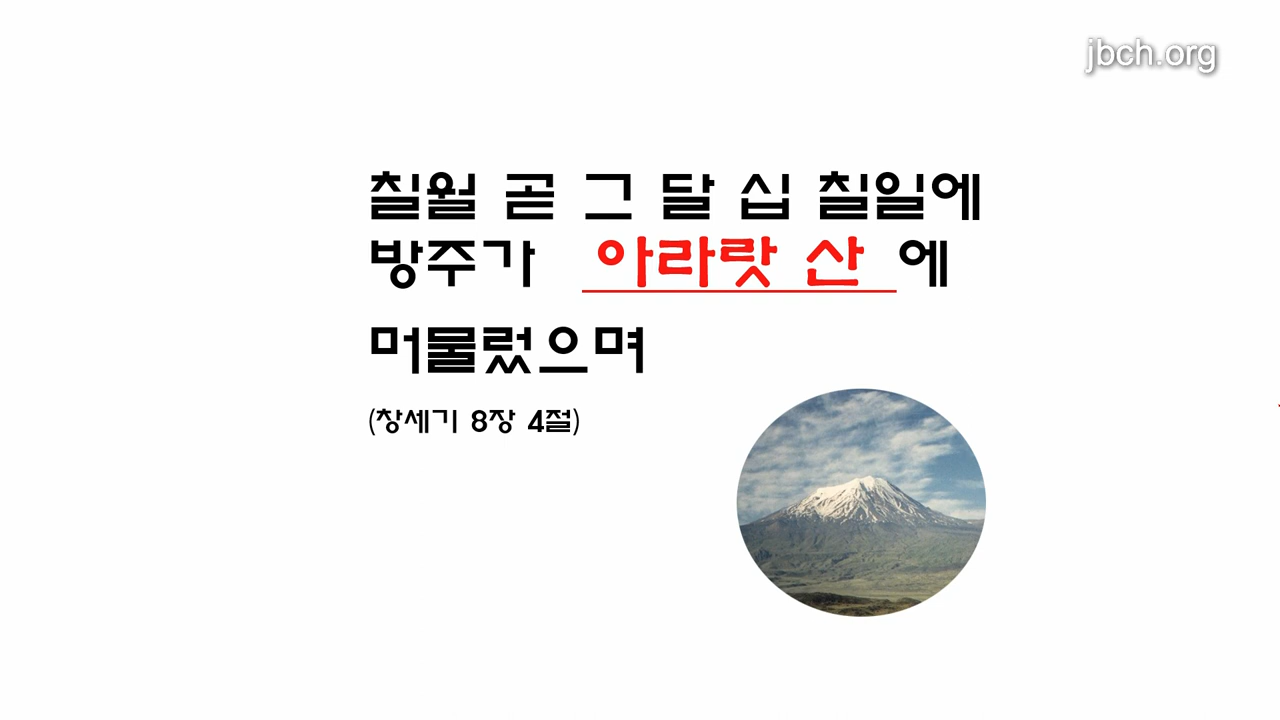 jbch.org
칠월 곧 그 달 십 칠일에
방주가 아라랏 산 에
머물렀으며
(창세기 8장 4절)